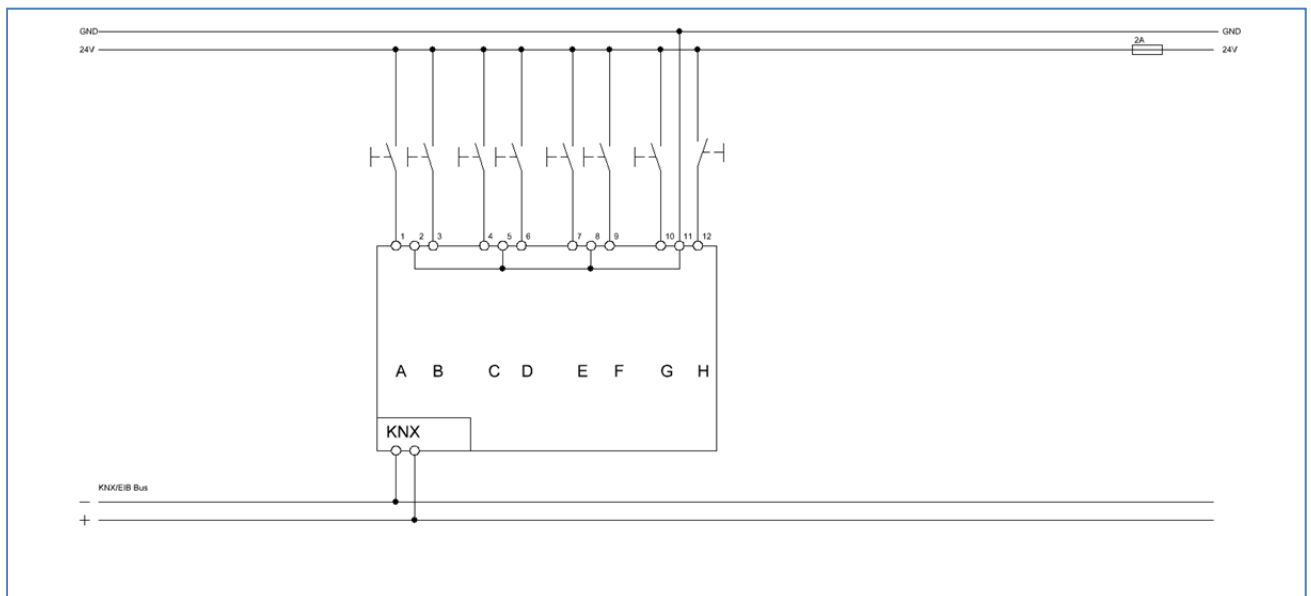 GND GND
2A
24V 24V
1 2 3 4 5 6 7 8 9 10 11 12
A B C D E F G H
KNX
KNX/EIB Bus
−
+